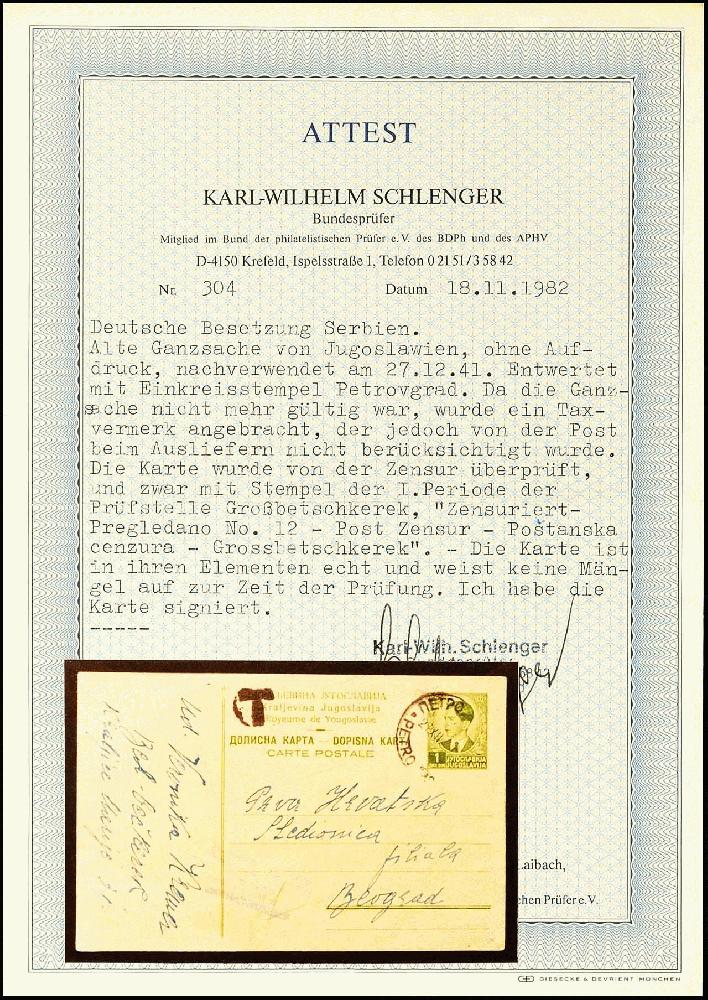 ATTEST
KARL-WILHELM SCHLENGER
Bundesprüfer
Mitglied im Bund der philatelistischen Prüfer e. V. des BDPh und des APHV
D-4150 Krefeld, Ispelsstraße 1, Telefon 0 21 51 / 3 58 42
Nr. 304 Datum 18.11.1982
Deutsche Besetzung Serbien.
Alte Ganzsache von Jugoslawien, ohne Auf-
druck, nachverwendet am 27.12.41. Entwertet
mit Einkreisstempel Petrovgrad. Da die Ganz-
sache nicht mehr gültig war, wurde ein Tax-
vermerk angebracht, der jedoch von der Post
beim Ausliefern nicht berücksichtigt wurde.
Die Karte wurde von der Zensur überprüft,
und zwar mit Stempel der I.Periode der
Prüfstelle Großbetschkerek, "Zensuriert-
Pregledano No. 12 - Post Zensur - Poštanska
cenzura - Grossbetschkerek". - Die Karte ist
in ihren Elementen echt und weist keine Män-
gel auf zur Zeit der Prüfung. Ich habe die
Karte signiert.
-----
Karl-Wilh. Schlenger
T
ЈУГОСЛАВИЈА
Kraljevina Jugoslavija
Royaume de Yougoslavie
ДОПИСНА КАРТА — DOPISNA
CARTE POSTALE
ПЕТРО
PETRO
1
ЈУГОСЛАВИЈА
JUGOSLAVIJA
Prva Hrvatska
Štedionica
filiala
Beograd
Veronika
aibach,
chen Prüfer e. V.
GIESECKE & DEVRIENT MÜNCHEN